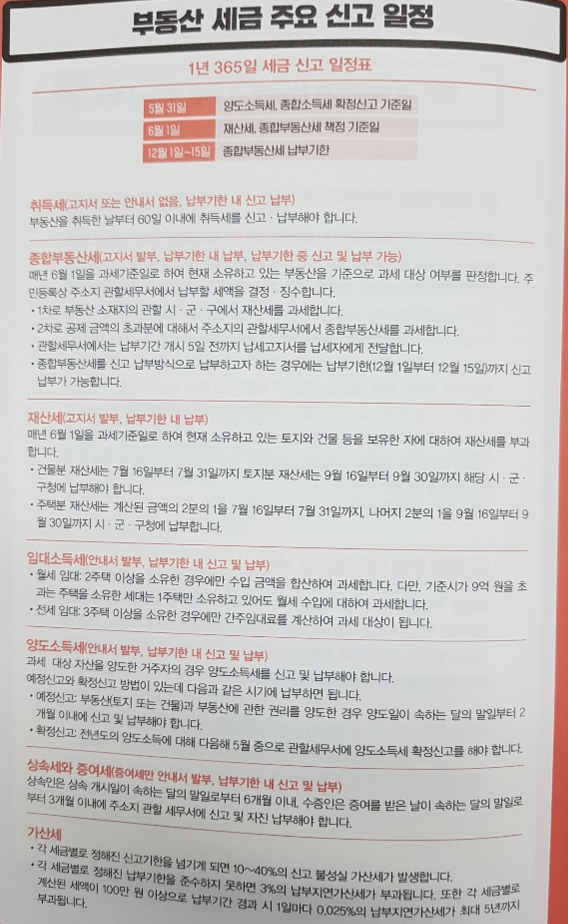 부동산 세금 주요 신고 일정
1년 365일 세금 신고 일정표
5월 31일 양도소득세, 종합소득세 확정신고 기준일
6월 1일 재산세, 종합부동산세 책정 기준일
12월 1일~15일 종합부동산세 납부기한
취득세(고지서 또는 안내서 없음, 납부기한 내 신고 납부)
부동산을 취득한 날부터 60일 이내에 취득세를 신고 · 납부해야 합니다.
종합부동산세(고지서 발부, 납부기한 내 납부, 납부기한 중 신고 및 납부 가능)
매년 6월 1일을 과세기준일로 하여 현재 소유하고 있는 부동산을 기준으로 과세 대상 여부를 판정합니다. 주
민등록상 주소지 관할세무서에서 납부할 세액을 결정 · 징수합니다.
• 1차로 부동산 소재지의 관할 시 · 군 · 구에서 재산세를 과세합니다.
• 2차로 공제 금액의 초과분에 대해서 주소지의 관할세무서에서 종합부동산세를 과세합니다.
• 관할세무서에서는 납부기간 개시 5일 전까지 납세고지서를 납세자에게 전달합니다.
• 종합부동산세를 신고 납부방식으로 납부하고자 하는 경우에는 납부기한(12월 1일부터 12월 15일)까지 신고
납부가 가능합니다.
재산세(고지서 발부, 납부기한 내 납부)
매년 6월 1일을 과세기준일로 하여 현재 소유하고 있는 토지와 건물 등을 보유한 자에 대하여 재산세를 부과
합니다.
• 건물분 재산세는 7월 16일부터 7월 31일까지 토지분 재산세는 9월 16일부터 9월 30일까지 해당 시 · 군 ·
구청에 납부해야 합니다.
• 주택분 재산세는 계산된 금액의 2분의 1을 7월 16일부터 7월 31일까지, 나머지 2분의 1을 9월 16일부터 9
월 30일까지 시 · 군 · 구청에 납부합니다.
임대소득세(안내서 발부, 납부기한 내 신고 및 납부)
• 월세 임대: 2주택 이상을 소유한 경우에만 수입 금액을 합산하여 과세합니다. 다만, 기준시가 9억 원을 초
과는 주택을 소유한 세대는 1주택만 소유하고 있어도 월세 수입에 대하여 과세합니다.
• 전세 임대: 3주택 이상을 소유한 경우에만 간주임대료를 계산하여 과세 대상이 됩니다.
양도소득세(안내서 발부, 납부기한 내 신고 및 납부)
과세 대상 자산을 양도한 거주자의 경우 양도소득세를 신고 및 납부해야 합니다.
예정신고와 확정신고 방법이 있는데 다음과 같은 시기에 납부하면 됩니다.
• 예정신고: 부동산(토지 또는 건물)과 부동산에 관한 권리를 양도한 경우 양도일이 속하는 달의 말일부터 2
개월 이내에 신고 및 납부해야 합니다.
• 확정신고: 전년도의 양도소득에 대해 다음해 5월 중으로 관할세무서에 양도소득세 확정신고를 해야 합니다.
상속세와 증여세(증여세만 안내서 발부, 납부기한 내 신고 및 납부)
상속인은 상속 개시일이 속하는 달의 말일로부터 6개월 이내, 수증인은 증여를 받은 날이 속하는 달의 말일로
부터 3개월 이내에 주소지 관할 세무서에 신고 및 자진 납부해야 합니다.
가산세
• 각 세금별로 정해진 신고기한을 넘기게 되면 10~40%의 신고 불성실 가산세가 발생합니다.
• 각 세금별로 정해진 납부기한을 준수하지 못하면 3%의 납부지연가산세가 부과됩니다. 또한 각 세금별로
계산된 세액이 100만 원 이상으로 납부기간 경과 시 1일마다 0.025%의 납부지연가산세가 최대 5년까지
부과됩니다.